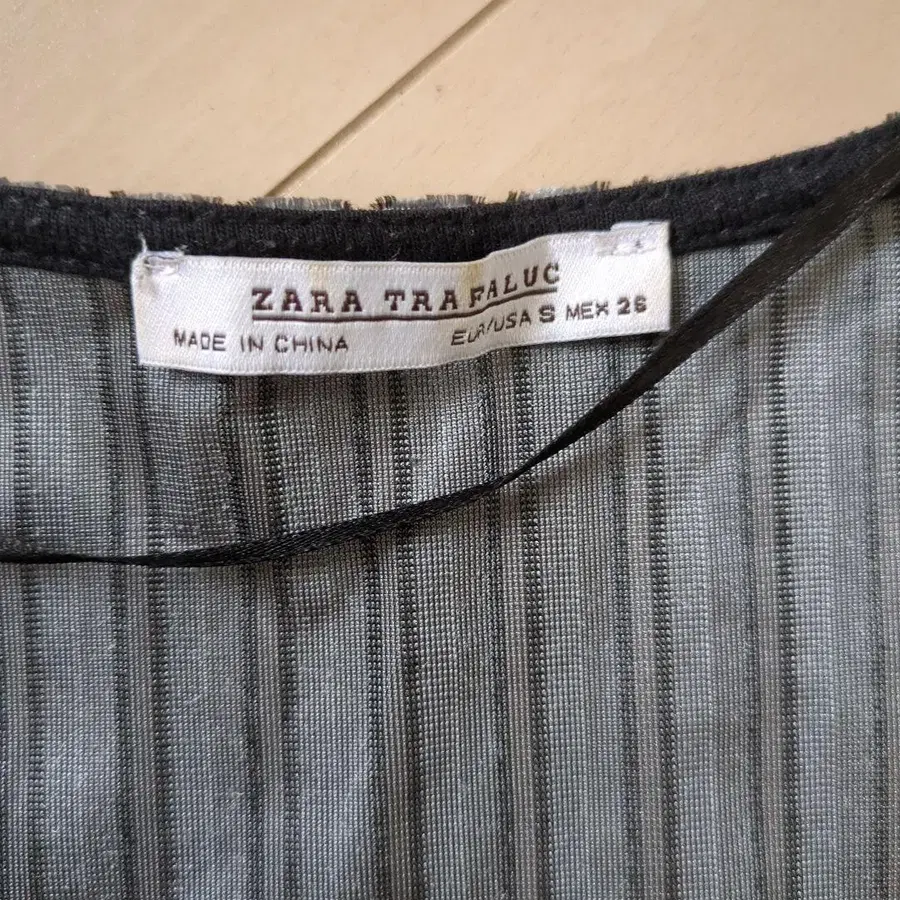 ZARA TRAFALUC
MADE IN CHINA
EUR/USA S MEX 26